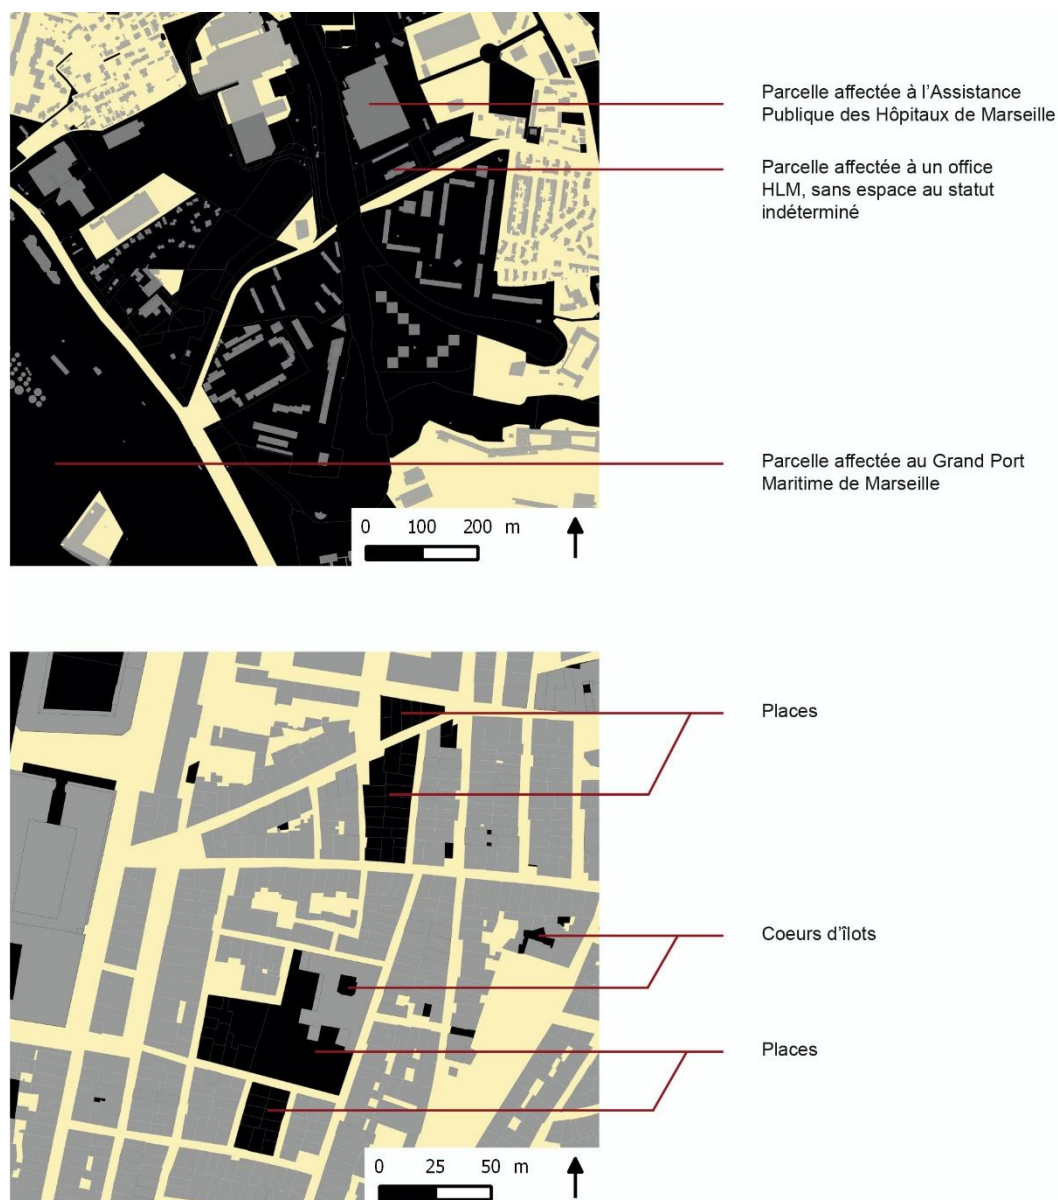 Parcelle affectée à l’Assistance
Publique des Hôpitaux de Marseille
Parcelle affectée à un office
HLM, sans espace au statut
indéterminé
Parcelle affectée au Grand Port
Maritime de Marseille
0 100 200 m
Places
Coeurs d’îlots
Places
0 25 50 m